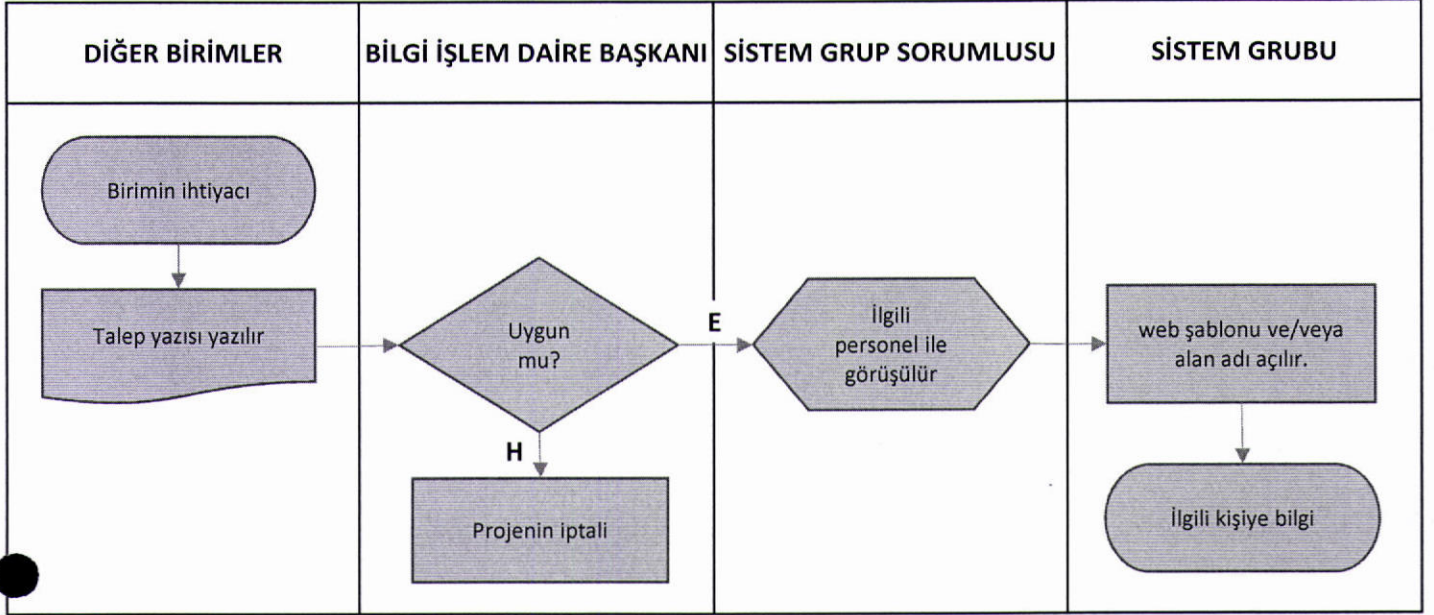 DİĞER BİRİMLER
BİLGİ İŞLEM DAİRE BAŞKANI
SİSTEM GRUP SORUMLUSU
SİSTEM GRUBU
Birimin ihtiyacı
Talep yazısı yazılır
Uygun
mu?
E
H
Projenin iptali
İlgili
personel ile
görüşülür
web şablonu ve/veya
alan adı açılır.
İlgili kişiye bilgi